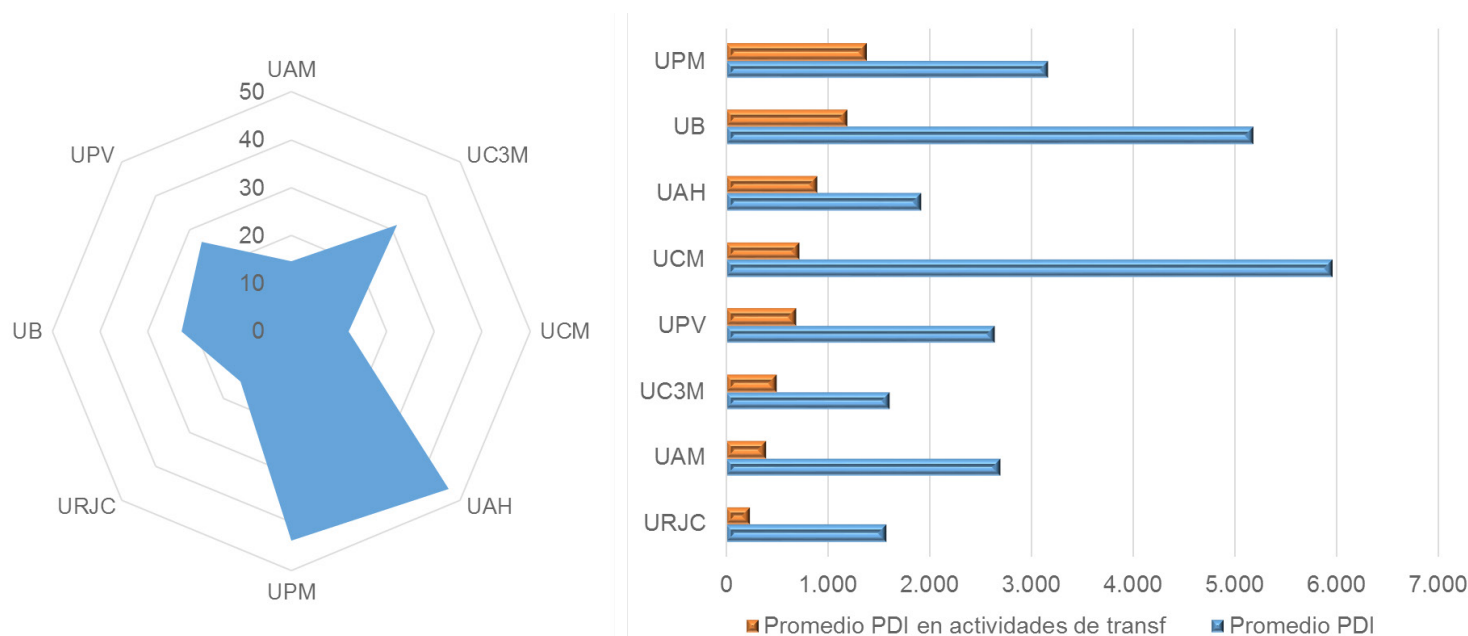 UAM
50
40
30
20
10
0
UPV
UC3M
UB
UCM
URJC
UAH
UPM
UPM
UB
UAH
UCM
UPV
UC3M
UAM
URJC
0 1.000 2.000 3.000 4.000 5.000 6.000 7.000
Promedio PDI en actividades de transf Promedio PDI